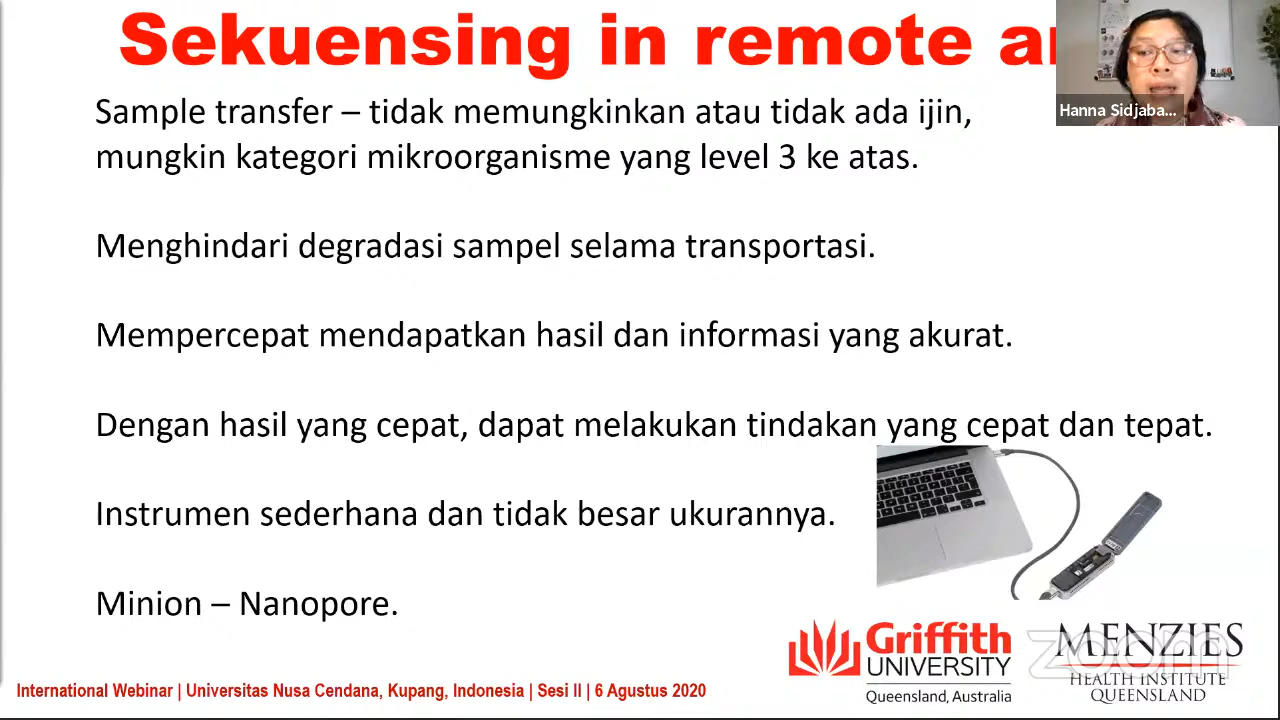 Sekuensing in remote
Hanna Sidjaba...
Sample transfer – tidak memungkinkan atau tidak ada ijin,
mungkin kategori mikroorganisme yang level 3 ke atas.
Menghindari degradasi sampel selama transportasi.
Mempercepat mendapatkan hasil dan informasi yang akurat.
Dengan hasil yang cepat, dapat melakukan tindakan yang cepat dan tepat.
Instrumen sederhana dan tidak besar ukurannya.
Minion – Nanopore.
Griffith
UNIVERSITY
Queensland, Australia
MENZIES
HEALTH INSTITUTE
QUEENSLAND
zoom
International Webinar | Universitas Nusa Cendana, Kupang, Indonesia | Sesi II | 6 Agustus 2020